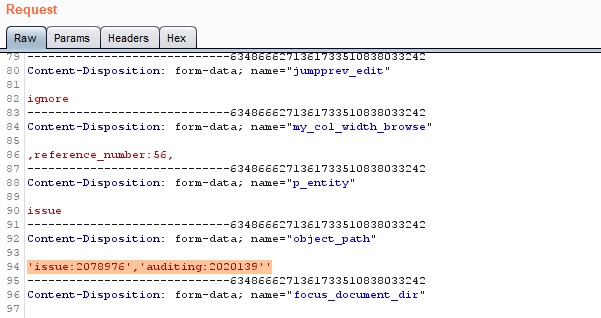 Request
Raw Params Headers Hex
79 -----------------------------6348666271361733510838033242
80 Content-Disposition: form-data; name="jumpprev_edit"
81
82 ignore
83 -----------------------------6348666271361733510838033242
84 Content-Disposition: form-data; name="my_col_width_browse"
85
86 ,reference_number:56,
87 -----------------------------6348666271361733510838033242
88 Content-Disposition: form-data; name="p_entity"
89
90 issue
91 -----------------------------6348666271361733510838033242
92 Content-Disposition: form-data; name="object_path"
93
94 'issue:2078976','auditing:2020139''
95 -----------------------------6348666271361733510838033242
96 Content-Disposition: form-data; name="focus_document_dir"
97